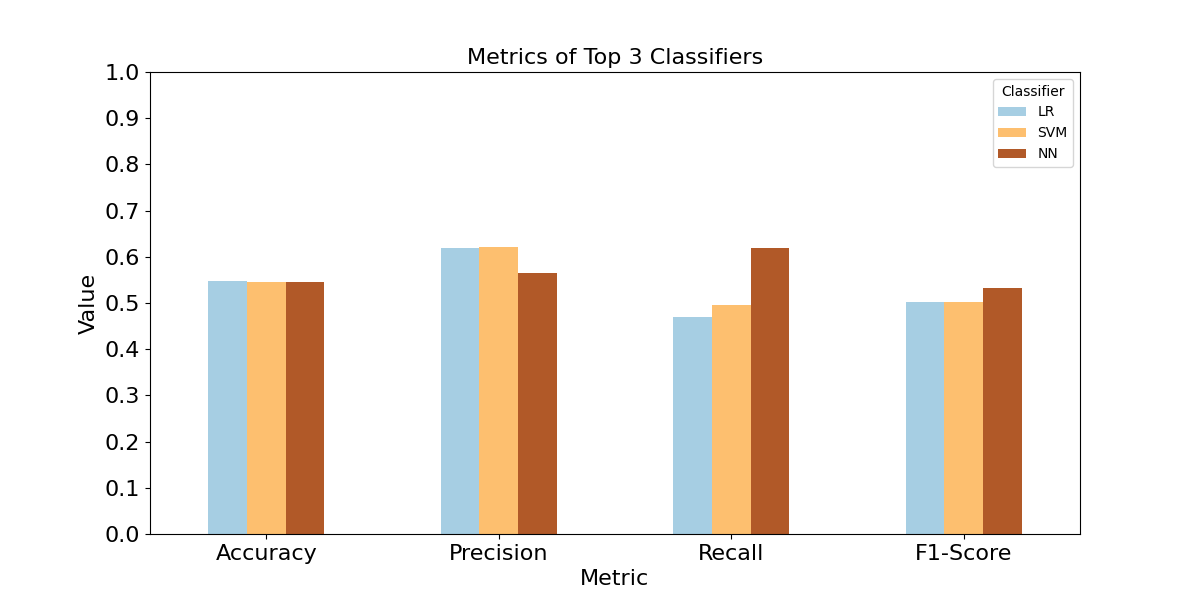 Metrics of Top 3 Classifiers
1.0
0.9
0.8
0.7
0.6
0.5
0.4
0.3
0.2
0.1
0.0
Value
Classifier
LR
SVM
NN
Accuracy Precision Recall F1-Score
Metric